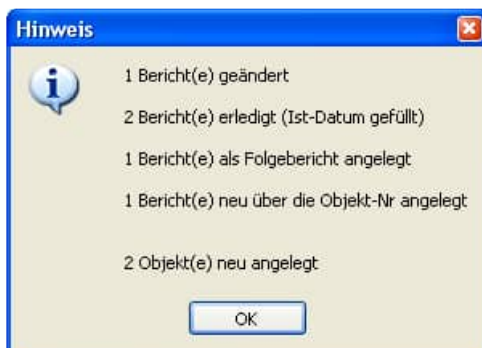 Hinweis
1 Bericht(e) geändert
2 Bericht(e) erledigt (Ist-Datum gefüllt)
1 Bericht(e) als Folgebericht angelegt
1 Bericht(e) neu über die Objekt-Nr angelegt
2 Objekt(e) neu angelegt
OK